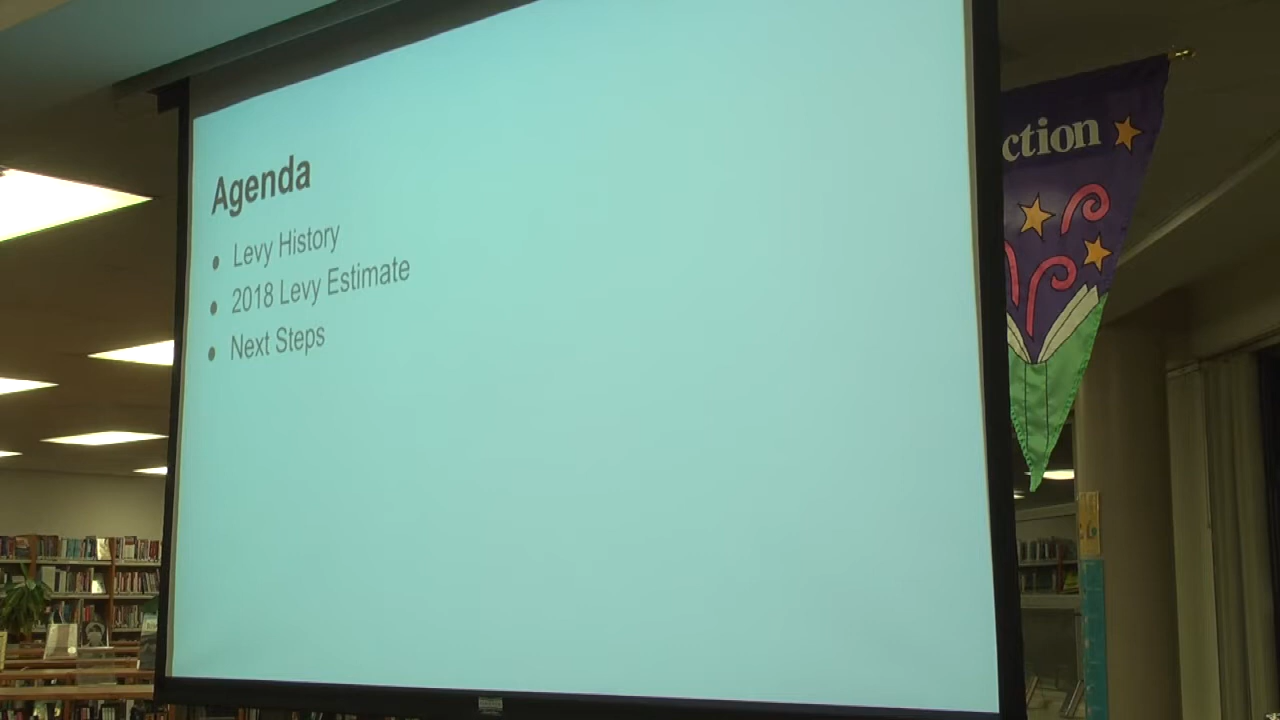 Agenda
● Levy History
● 2018 Levy Estimate
● Next Steps
ction